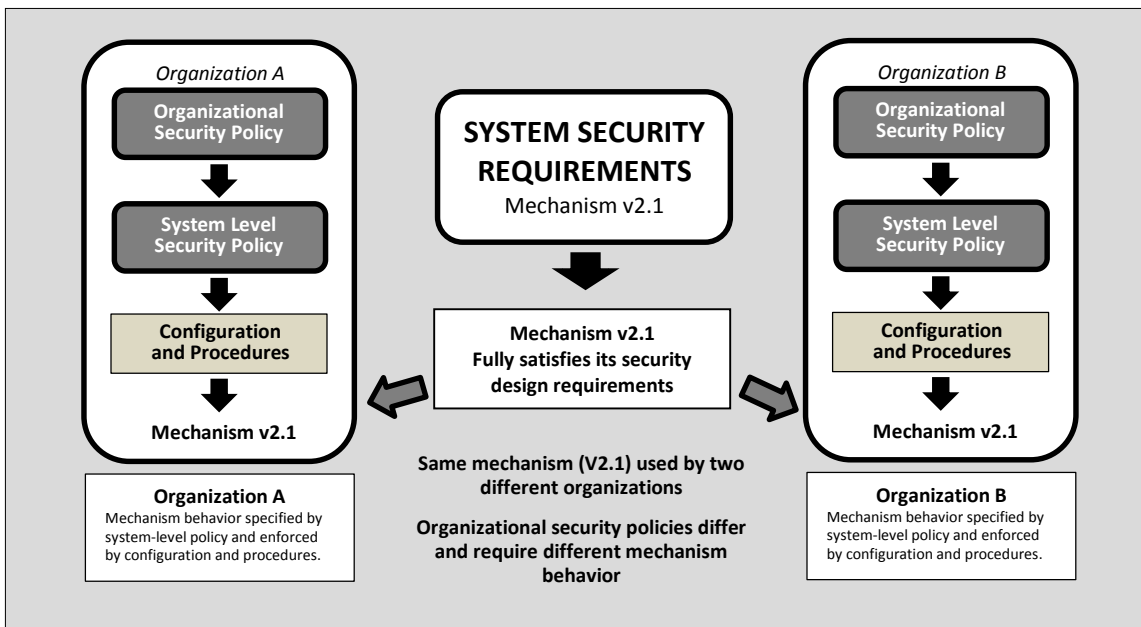 Organization A
Organizational
Security Policy
System Level
Security Policy
Configuration
and Procedures
Mechanism v2.1
Organization A
Mechanism behavior specified by
system-level policy and enforced
by configuration and procedures.
SYSTEM SECURITY
REQUIREMENTS
Mechanism v2.1
Mechanism v2.1
Fully satisfies its security
design requirements
Same mechanism (V2.1) used by two
different organizations
Organizational security policies differ
and require different mechanism
behavior
Organization B
Organizational
Security Policy
System Level
Security Policy
Configuration
and Procedures
Mechanism v2.1
Organization B
Mechanism behavior specified by
system-level policy and enforced
by configuration and procedures.